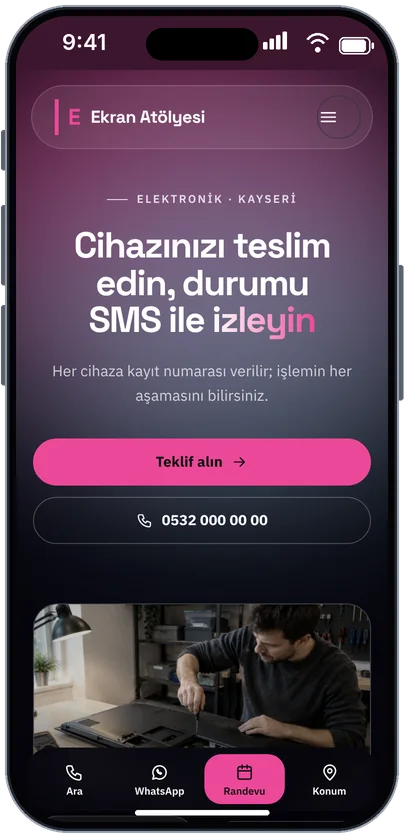 9:41
E Ekran Atölyesi
ELEKTRONİK · KAYSERİ
Cihazınızı teslim
edin, durumu
SMS ile izleyin
Her cihaza kayıt numarası verilir; işlemin her
aşamasını bilirsiniz.
Teklif alın →
0532 000 00 00
Ara WhatsApp Randevu Konum